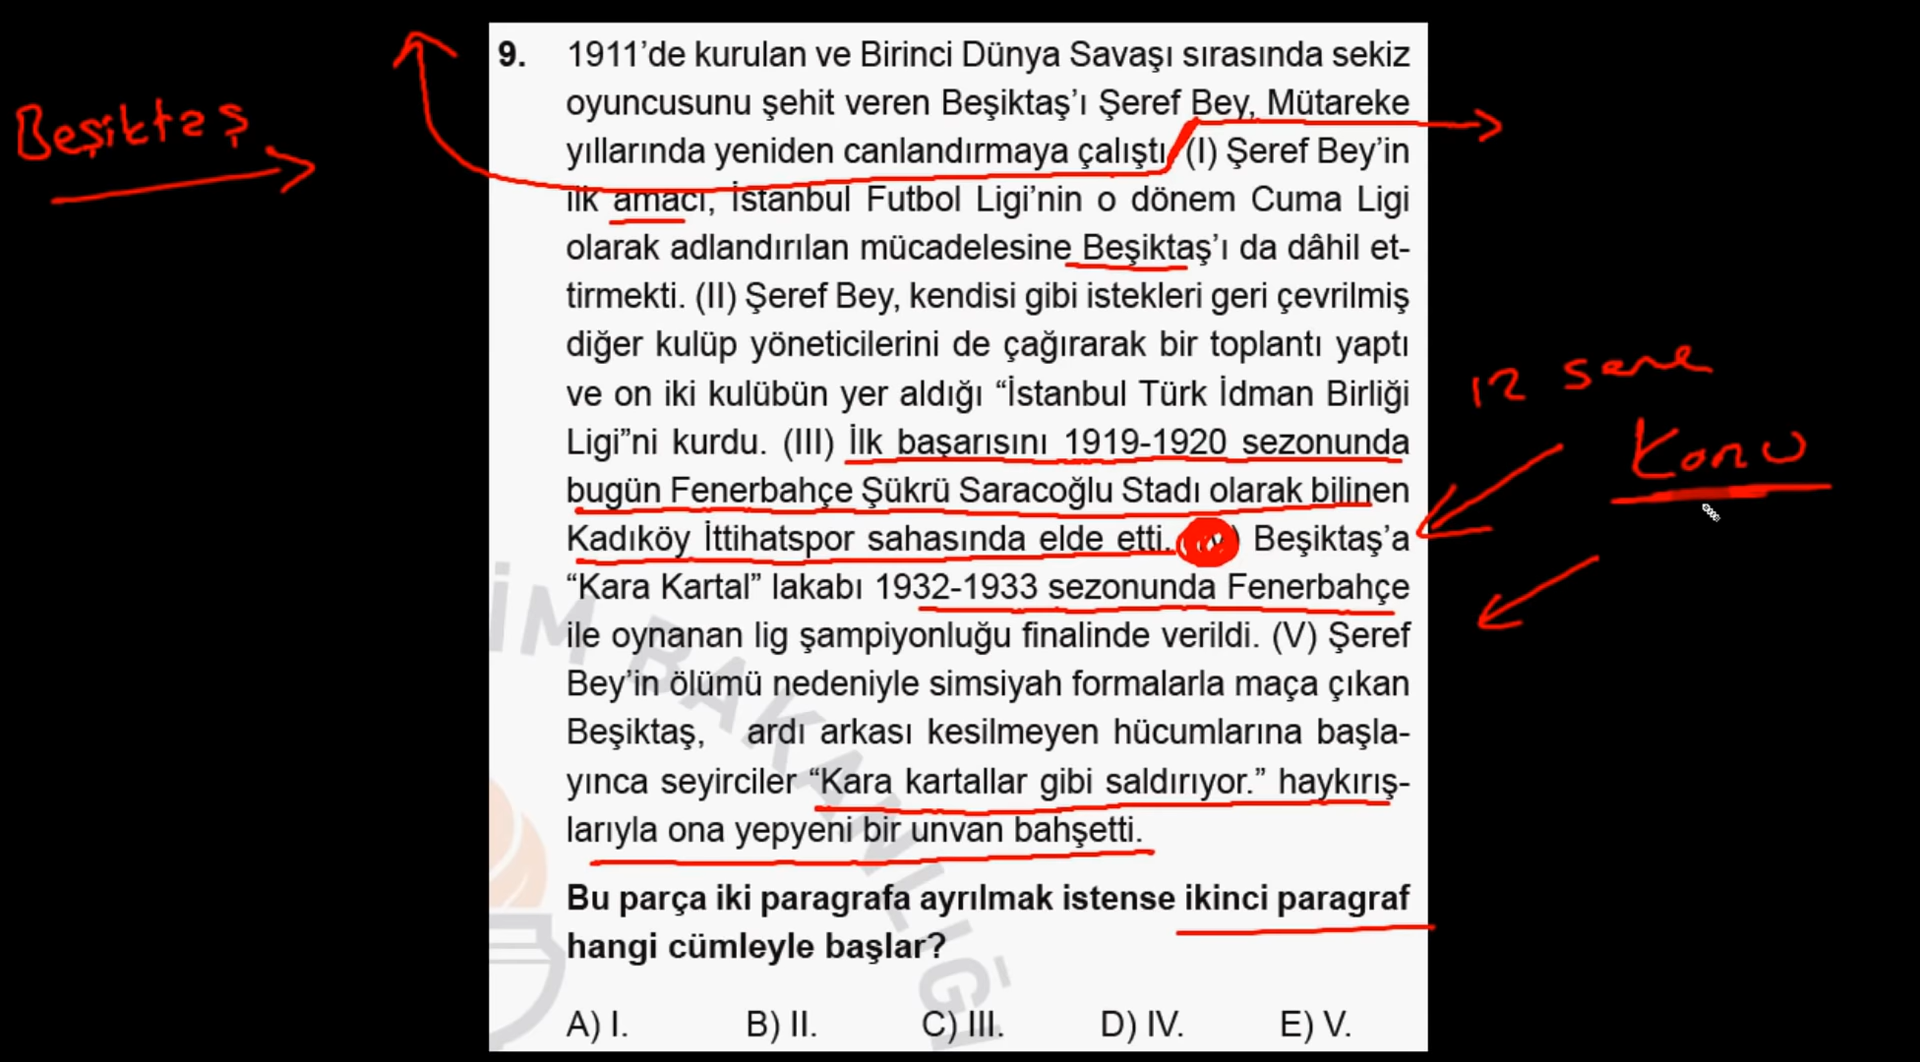 Beşiktaş
9. 1911’de kurulan ve Birinci Dünya Savaşı sırasında sekiz
oyuncusunu şehit veren Beşiktaş’ı Şeref Bey, Mütareke
yıllarında yeniden canlandırmaya çalıştı. (I) Şeref Bey’in
ilk amacı, İstanbul Futbol Ligi’nin o dönem Cuma Ligi
olarak adlandırılan mücadelesine Beşiktaş’ı da dâhil et-
tirmekti. (II) Şeref Bey, kendisi gibi istekleri geri çevrilmiş
diğer kulüp yöneticilerini de çağırarak bir toplantı yaptı
ve on iki kulübün yer aldığı “İstanbul Türk İdman Birliği
Ligi”ni kurdu. (III) İlk başarısını 1919-1920 sezonunda
bugün Fenerbahçe Şükrü Saracoğlu Stadı olarak bilinen
Kadıköy İttihatspor sahasında elde etti. (IV) Beşiktaş’a
“Kara Kartal” lakabı 1932-1933 sezonunda Fenerbahçe
ile oynanan lig şampiyonluğu finalinde verildi. (V) Şeref
Bey’in ölümü nedeniyle simsiyah formalarla maça çıkan
Beşiktaş, ardı arkası kesilmeyen hücumlarına başla-
yınca seyirciler “Kara kartallar gibi saldırıyor.” haykırış-
larıyla ona yepyeni bir unvan bahşetti.
Bu parça iki paragrafa ayrılmak istense ikinci paragraf
hangi cümleyle başlar?
A) I. B) II. C) III. D) IV. E) V.
12 sene
Konu
İM BAKANLIĞI